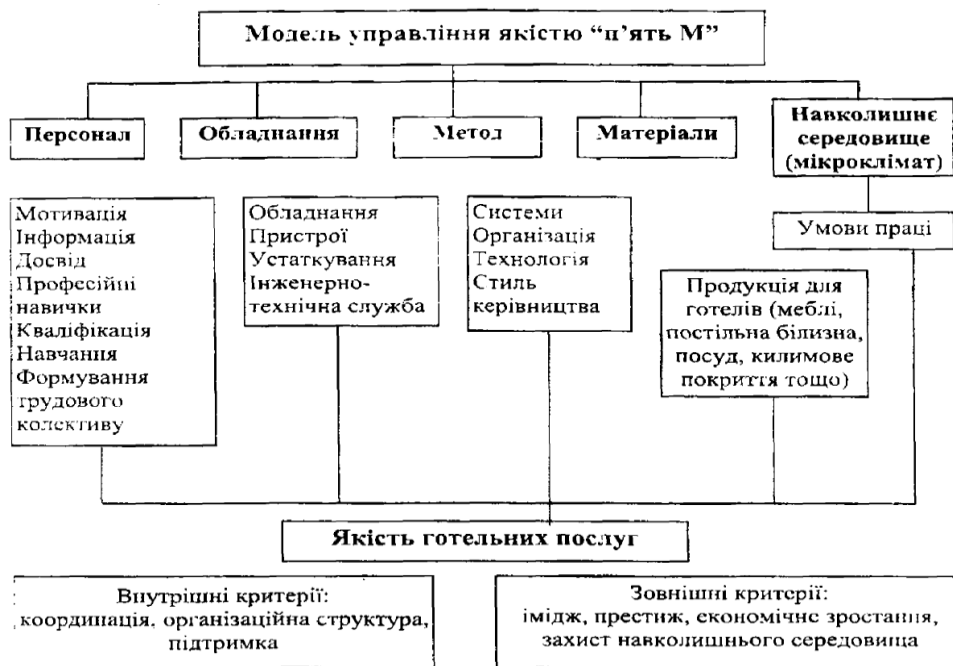 Модель управління якістю “п’ять М”
Персонал
Обладнання
Метод
Матеріали
Навколишнє
середовище
(мікроклімат)
Мотивація
Інформація
Досвід
Професійні
навички
Кваліфікація
Навчання
Формування
трудового
колективу
Обладнання
Пристрої
Устаткування
Інженерно-
технічна служба
Системи
Організація
Технологія
Стиль
керівництва
Умови праці
Продукція для
готелів (меблі,
постільна білизна,
посуд, килимове
покриття тощо)
Якість готельних послуг
Внутрішні критерії:
координація, організаційна структура,
підтримка
Зовнішні критерії:
імідж, престиж, економічне зростання,
захист навколишнього середовища